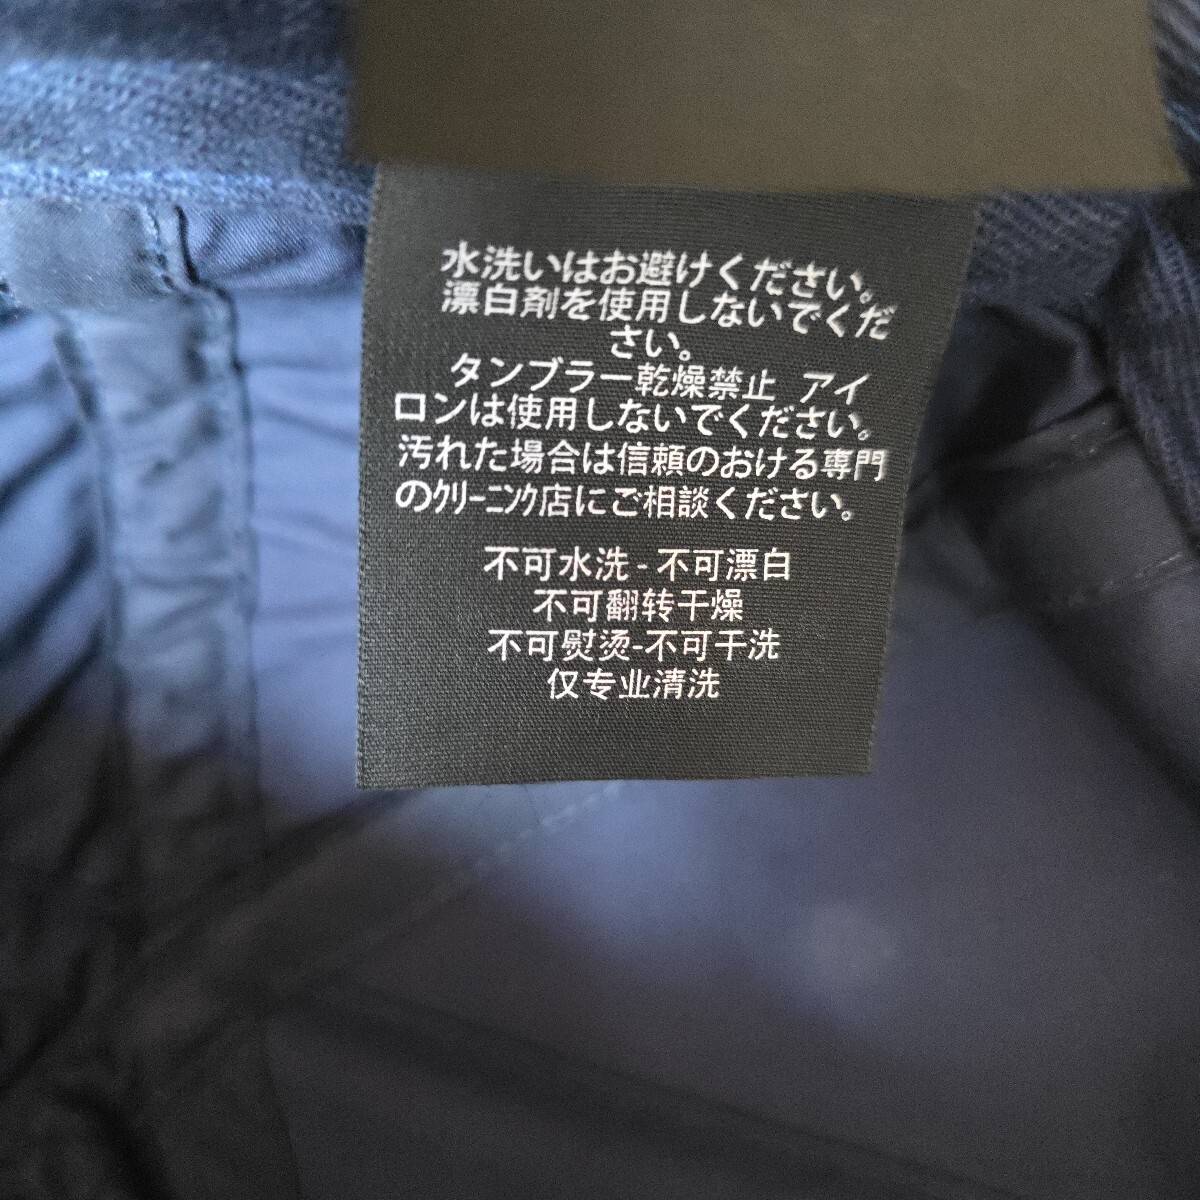 水洗いはお避けください。
漂白剤を使用しないでくだ
さい。
タンブラー乾燥禁止 アイ
ロンは使用しないでください。
汚れた場合は信頼のおける専門
のｸﾘｰﾆﾝｸ店にご相談ください。
不可水洗 - 不可漂白
不可翻转干燥
不可熨烫-不可干洗
仅专业清洗